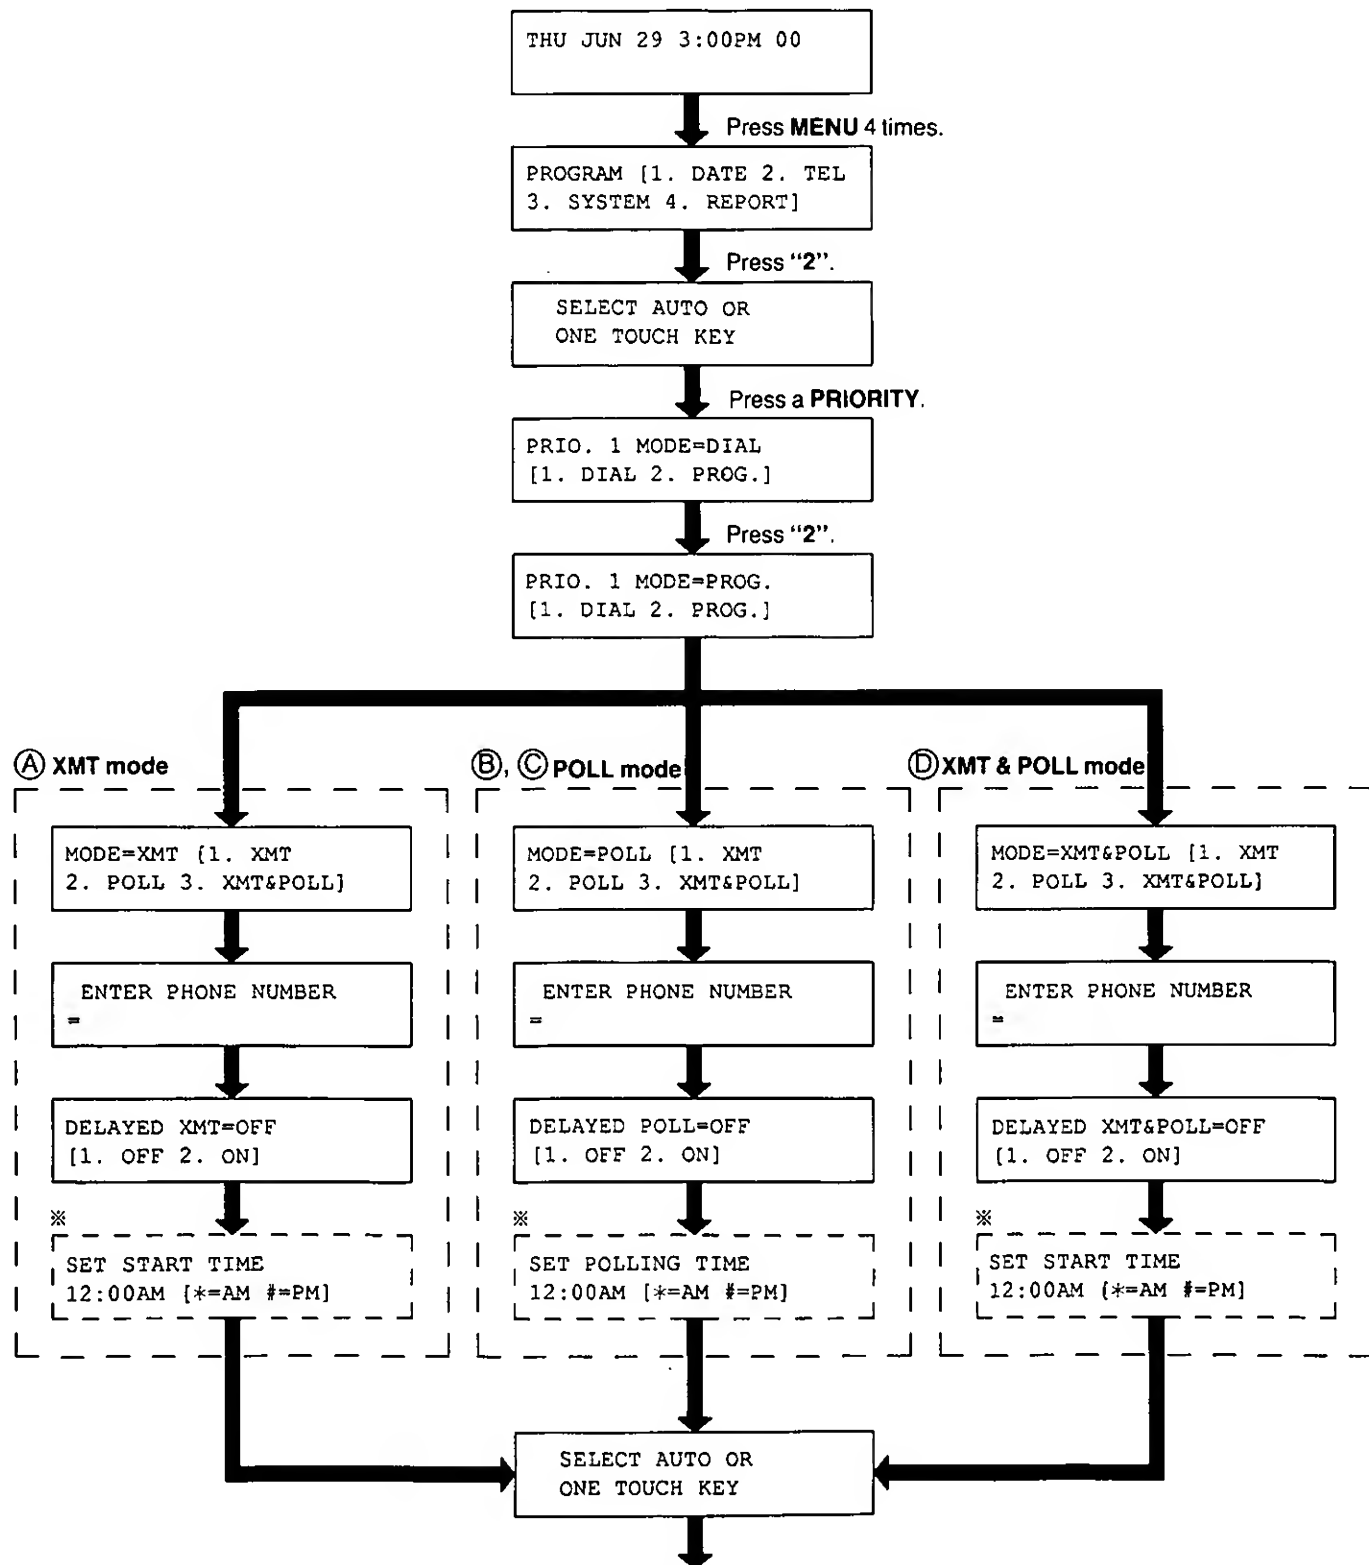 THU JUN 29 3:00PM 00
Press MENU 4 times.
PROGRAM [1. DATE 2. TEL
3. SYSTEM 4. REPORT]
Press “2”.
SELECT AUTO OR
ONE TOUCH KEY
Press a PRIORITY.
PRIO. 1 MODE=DIAL
[1. DIAL 2. PROG.]
Press “2”.
PRIO. 1 MODE=PROG.
[1. DIAL 2. PROG.]
Ⓐ XMT mode
MODE=XMT [1. XMT
2. POLL 3. XMT&POLL]
ENTER PHONE NUMBER
=
DELAYED XMT=OFF
[1. OFF 2. ON]
※
SET START TIME
12:00AM [*=AM #=PM]
Ⓑ, Ⓒ POLL mode
MODE=POLL [1. XMT
2. POLL 3. XMT&POLL]
ENTER PHONE NUMBER
=
DELAYED POLL=OFF
[1. OFF 2. ON]
※
SET POLLING TIME
12:00AM [*=AM #=PM]
Ⓓ XMT & POLL mode
MODE=XMT&POLL [1. XMT
2. POLL 3. XMT&POLL]
ENTER PHONE NUMBER
=
DELAYED XMT&POLL=OFF
[1. OFF 2. ON]
※
SET START TIME
12:00AM [*=AM #=PM]
SELECT AUTO OR
ONE TOUCH KEY